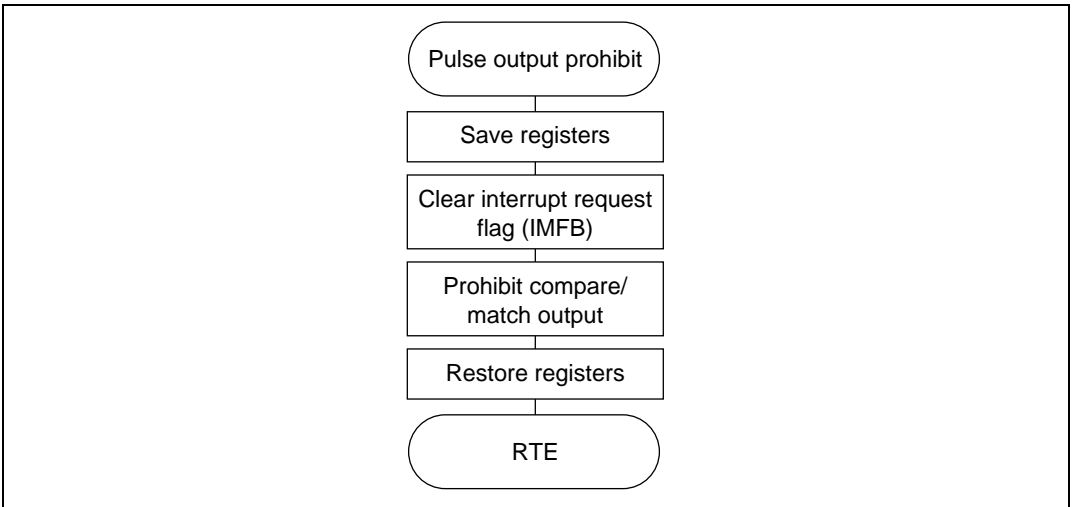 Pulse output prohibit
Save registers
Clear interrupt request
flag (IMFB)
Prohibit compare/
match output
Restore registers
RTE